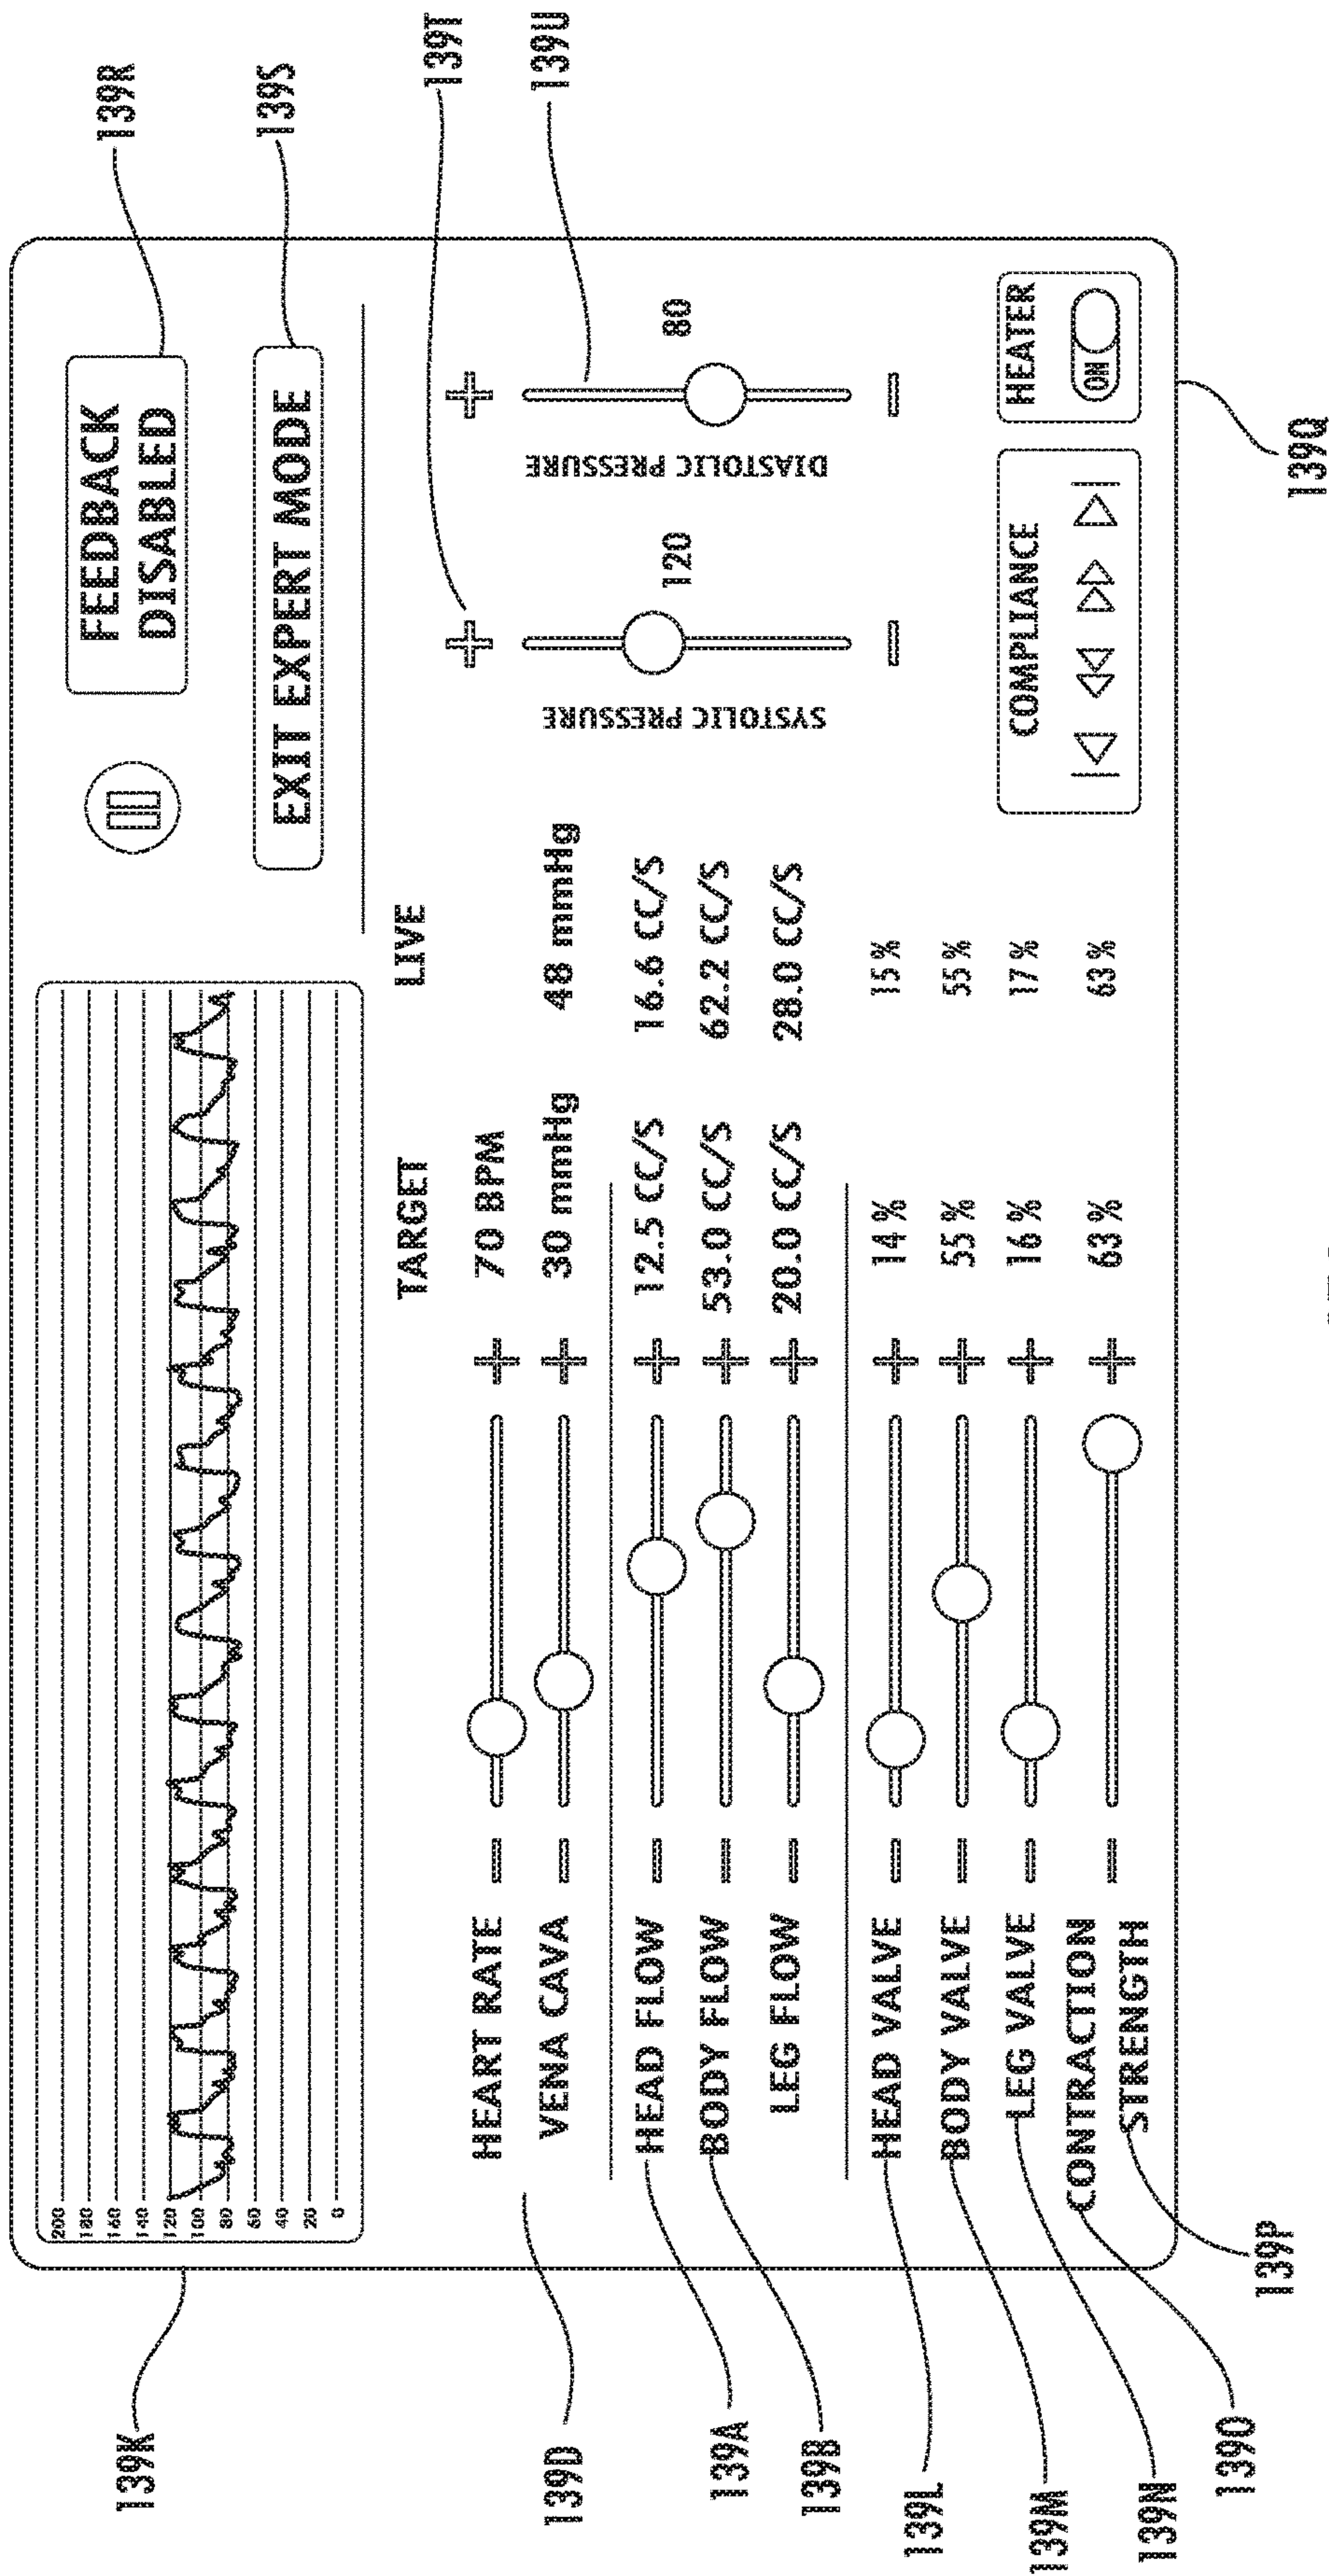 139K
139R
139S
139T
139U
200
180
160
140
120
100
80
60
40
20
0
FEEDBACK
DISABLED
EXIT EXPERT MODE
TARGET LIVE
HEART RATE − + 70 BPM
VENA CAVA − + 30 mmHg 48 mmHg
HEAD FLOW − + 12.5 CC/S 16.6 CC/S
BODY FLOW − + 53.0 CC/S 62.2 CC/S
LEG FLOW − + 20.0 CC/S 28.0 CC/S
HEAD VALVE − + 14% 15%
BODY VALVE − + 55% 55%
LEG VALVE − + 16% 17%
CONTRACTION
STRENGTH − + 63% 63%
+ +
SYSTOLIC PRESSURE
120
DIASTOLIC PRESSURE
80
− −
COMPLIANCE
HEATER
ON
139D
139A
139B
139L
139M
139N
139O
139P
139Q